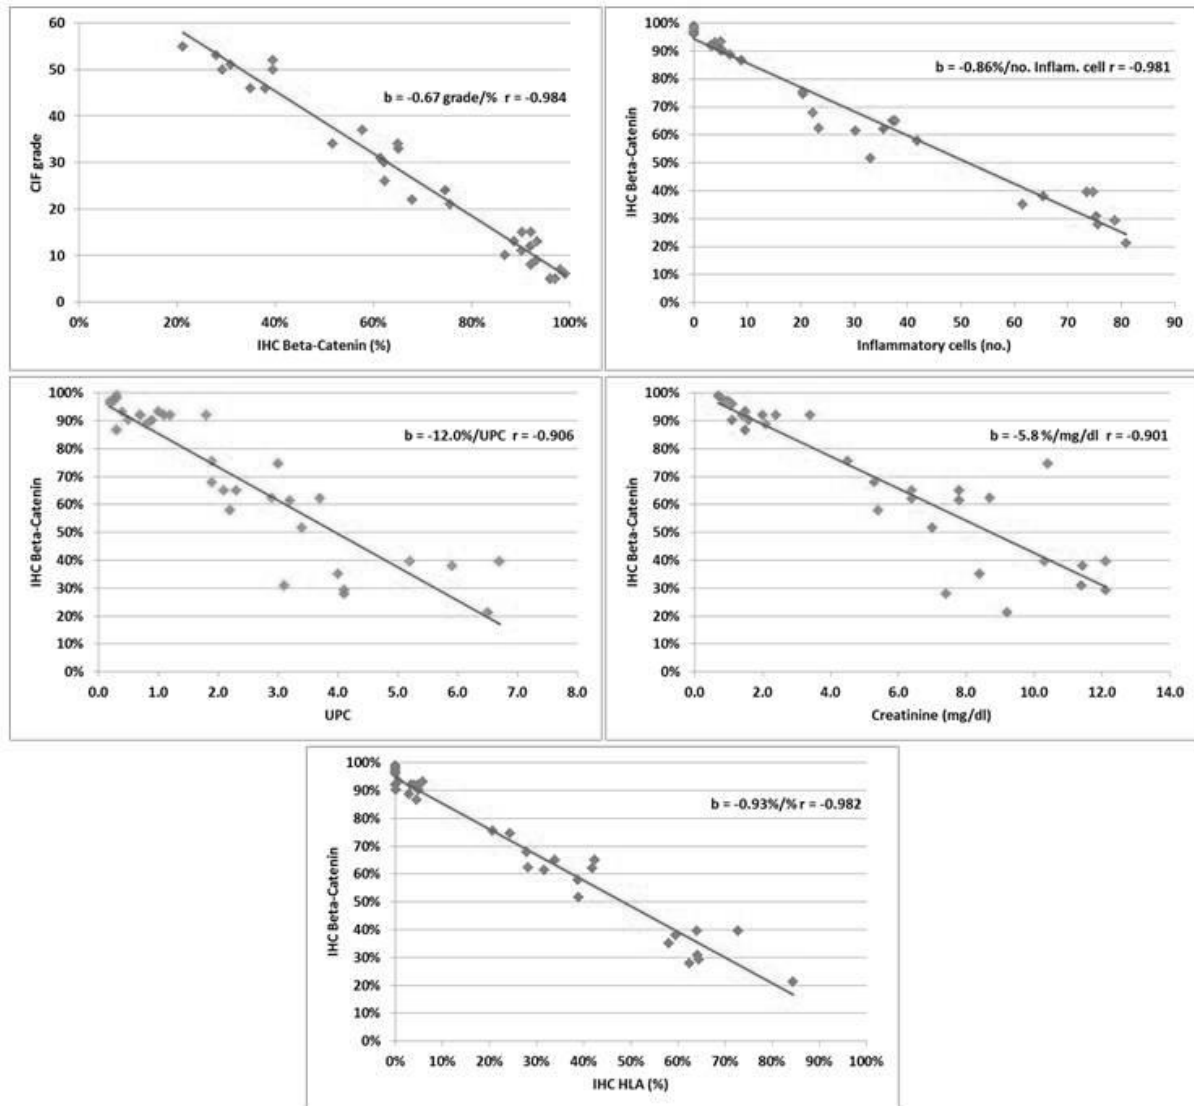 60
50
40
30
20
10
0
CIF grade
b = -0.67 grade/% r = -0.984
0% 20% 40% 60% 80% 100%
IHC Beta-Catenin (%)
100%
90%
80%
70%
60%
50%
40%
30%
20%
10%
0%
IHC Beta-Catenin
b = -0.86%/no. Inflam. cell r = -0.981
0 10 20 30 40 50 60 70 80 90
Inflammatory cells (no.)
100%
90%
80%
70%
60%
50%
40%
30%
20%
10%
0%
IHC Beta-Catenin
b = -12.0%/UPC r = -0.906
0.0 1.0 2.0 3.0 4.0 5.0 6.0 7.0 8.0
UPC
100%
90%
80%
70%
60%
50%
40%
30%
20%
10%
0%
IHC Beta-Catenin
b = -5.8 %/mg/dl r = -0.901
0.0 2.0 4.0 6.0 8.0 10.0 12.0 14.0
Creatinine (mg/dl)
100%
90%
80%
70%
60%
50%
40%
30%
20%
10%
0%
IHC Beta-Catenin
b = -0.93%/% r = -0.982
0% 10% 20% 30% 40% 50% 60% 70% 80% 90% 100%
IHC HLA (%)